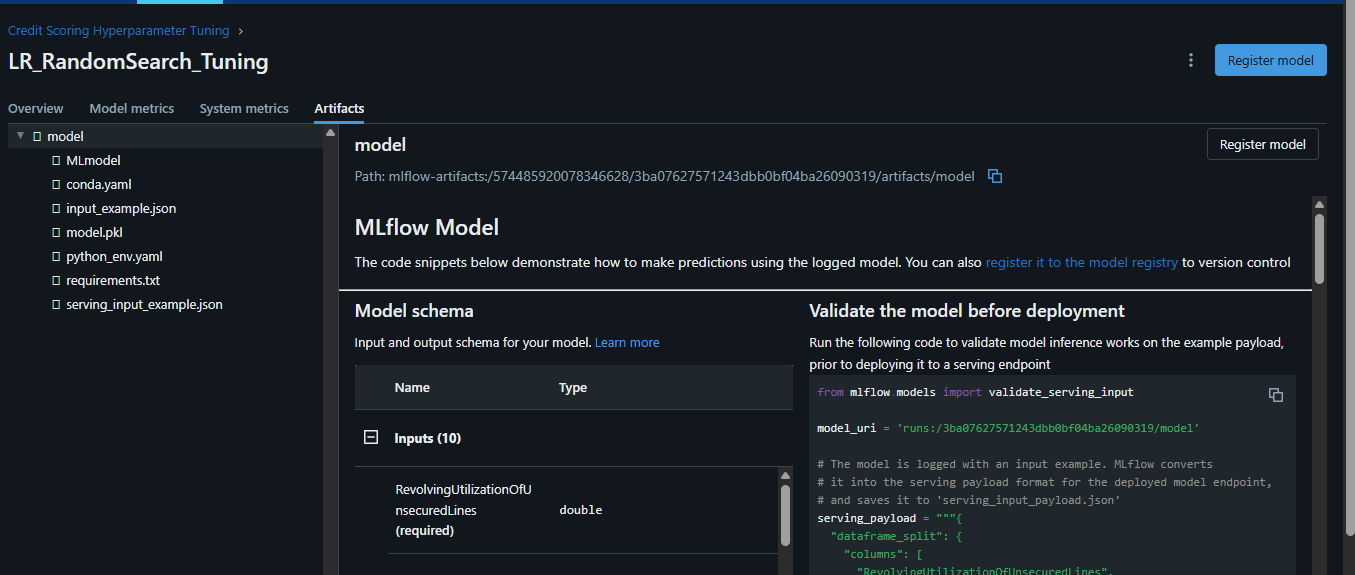 Credit Scoring Hyperparameter Tuning
LR_RandomSearch_Tuning
Register model
Overview
Model metrics
System metrics
Artifacts
model
MLmodel
conda.yaml
input_example.json
model.pkl
python_env.yaml
requirements.txt
serving_input_example.json
model
Register model
Path: mlflow-artifacts:/574485920078346628/3ba07627571243dbb0bf04ba26090319/artifacts/model
MLflow Model
The code snippets below demonstrate how to make predictions using the logged model. You can also register it to the model registry to version control
Model schema
Input and output schema for your model. Learn more
Name Type
Inputs (10)
RevolvingUtilizationOfU
nsecuredLines
(required)
double
Validate the model before deployment
Run the following code to validate model inference works on the example payload,
prior to deploying it to a serving endpoint
from mlflow.models import validate_serving_input
model_uri = 'runs:/3ba07627571243dbb0bf04ba26090319/model'
# The model is logged with an input example. MLflow converts
# it into the serving payload format for the deployed model endpoint,
# and saves it to 'serving_input_payload.json'
serving_payload = """{
"dataframe_split": {
"columns": [
"RevolvingUtilizationOfUnsecuredLines",